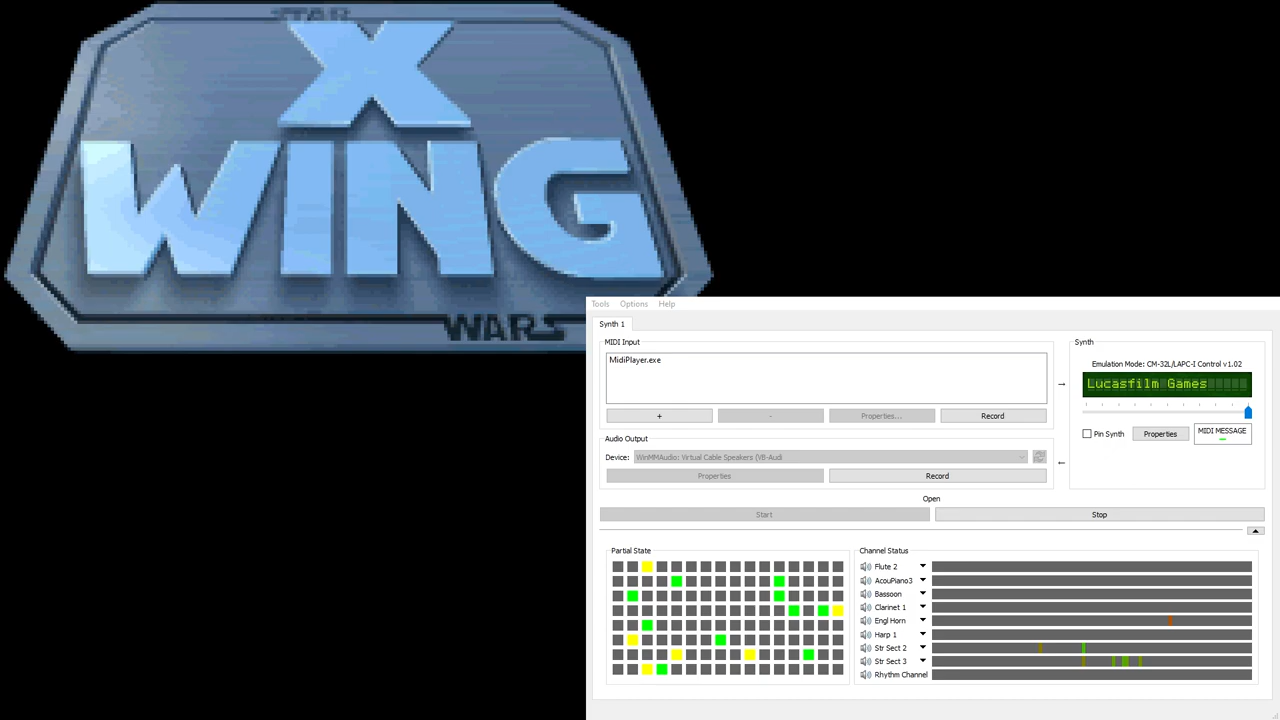 STAR
X
WING
WARS
Tools Options Help
Synth 1
MIDI Input
MidiPlayer.exe
+ - Properties... Record
Audio Output
Device: WinMMAudio: Virtual Cable Speakers (VB-Audi
Properties Record
Synth
Emulation Mode: CM-32L/LAPC-I Control v1.02
Lucasfilm Games
Pin Synth Properties MIDI MESSAGE
Open
Start Stop
Partial State
Channel Status
Flute 2
AcouPiano3
Bassoon
Clarinet 1
Engl Horn
Harp 1
Str Sect 2
Str Sect 3
Rhythm Channel